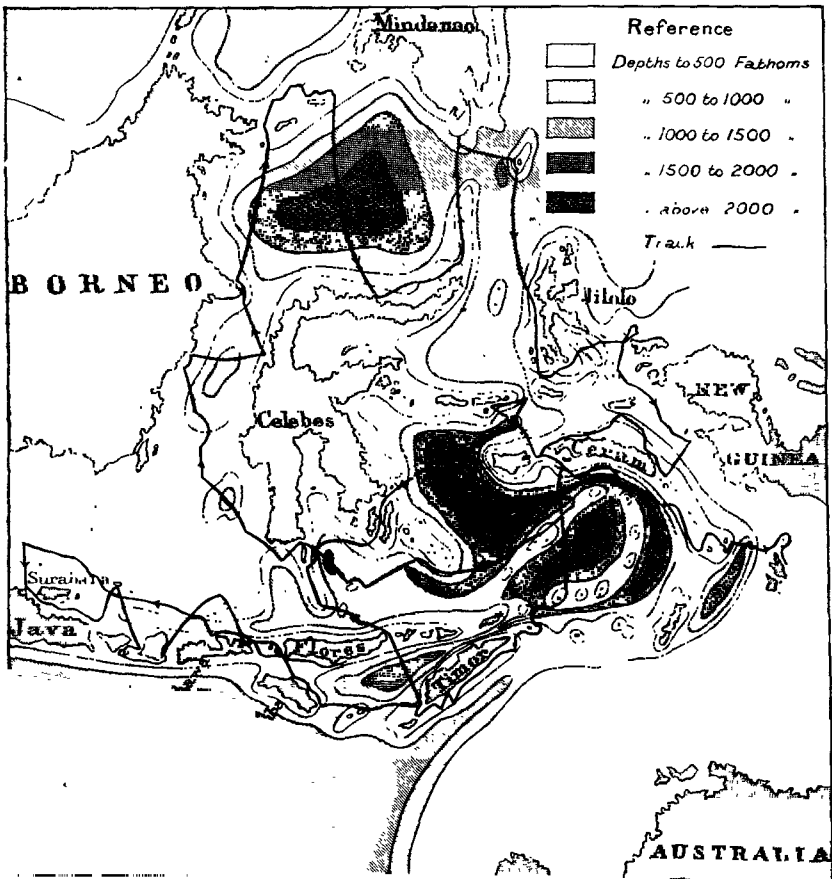 Mindanao
Reference
Depths to 500 Fathoms
„ 500 to 1000 „
„ 1000 to 1500 „
„ 1500 to 2000 „
„ above 2000 „
Track
BORNEO
Jilolo
NEW
GUINEA
Celebes
Ceram
Surabaia
Java
Flores
Timor
AUSTRALIA